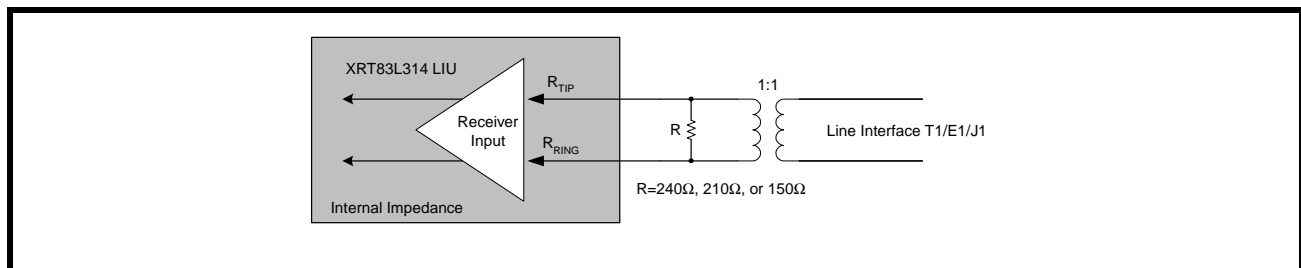 XRT83L314 LIU
R_TIP
1:1
Receiver
Input
R
Line Interface T1/E1/J1
R_RING
R=240Ω, 210Ω, or 150Ω
Internal Impedance